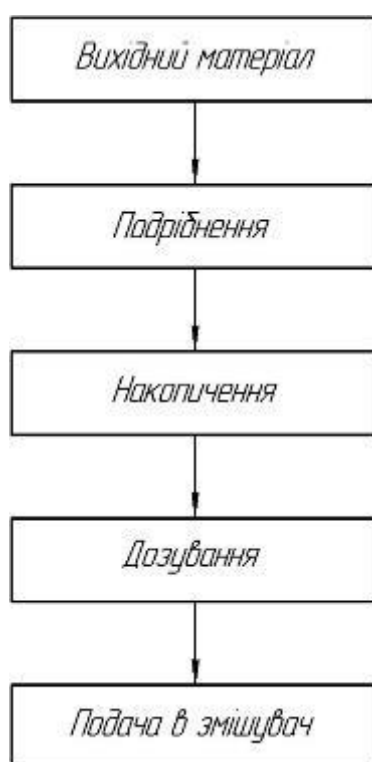 Вихідний матеріал
Подрібнення
Накопичення
Дозування
Подача в змішувач